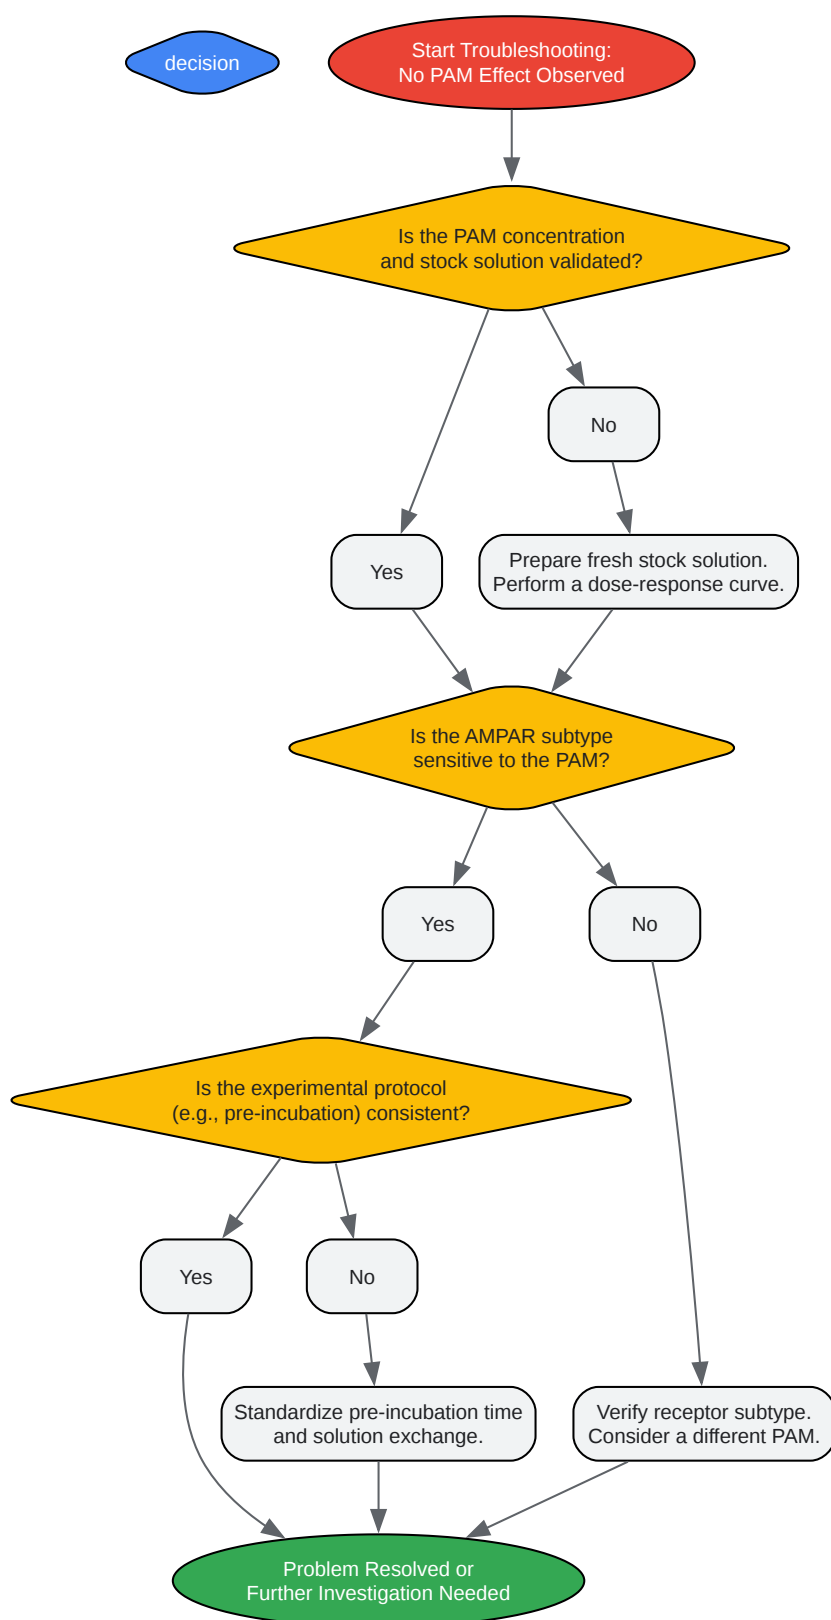 decision
Start Troubleshooting:
No PAM Effect Observed
Is the PAM concentration
and stock solution validated?
No
Yes
Prepare fresh stock solution.
Perform a dose-response curve.
Is the AMPAR subtype
sensitive to the PAM?
Yes
No
Is the experimental protocol
(e.g., pre-incubation) consistent?
Yes
No
Standardize pre-incubation time
and solution exchange.
Verify receptor subtype.
Consider a different PAM.
Problem Resolved or
Further Investigation Needed